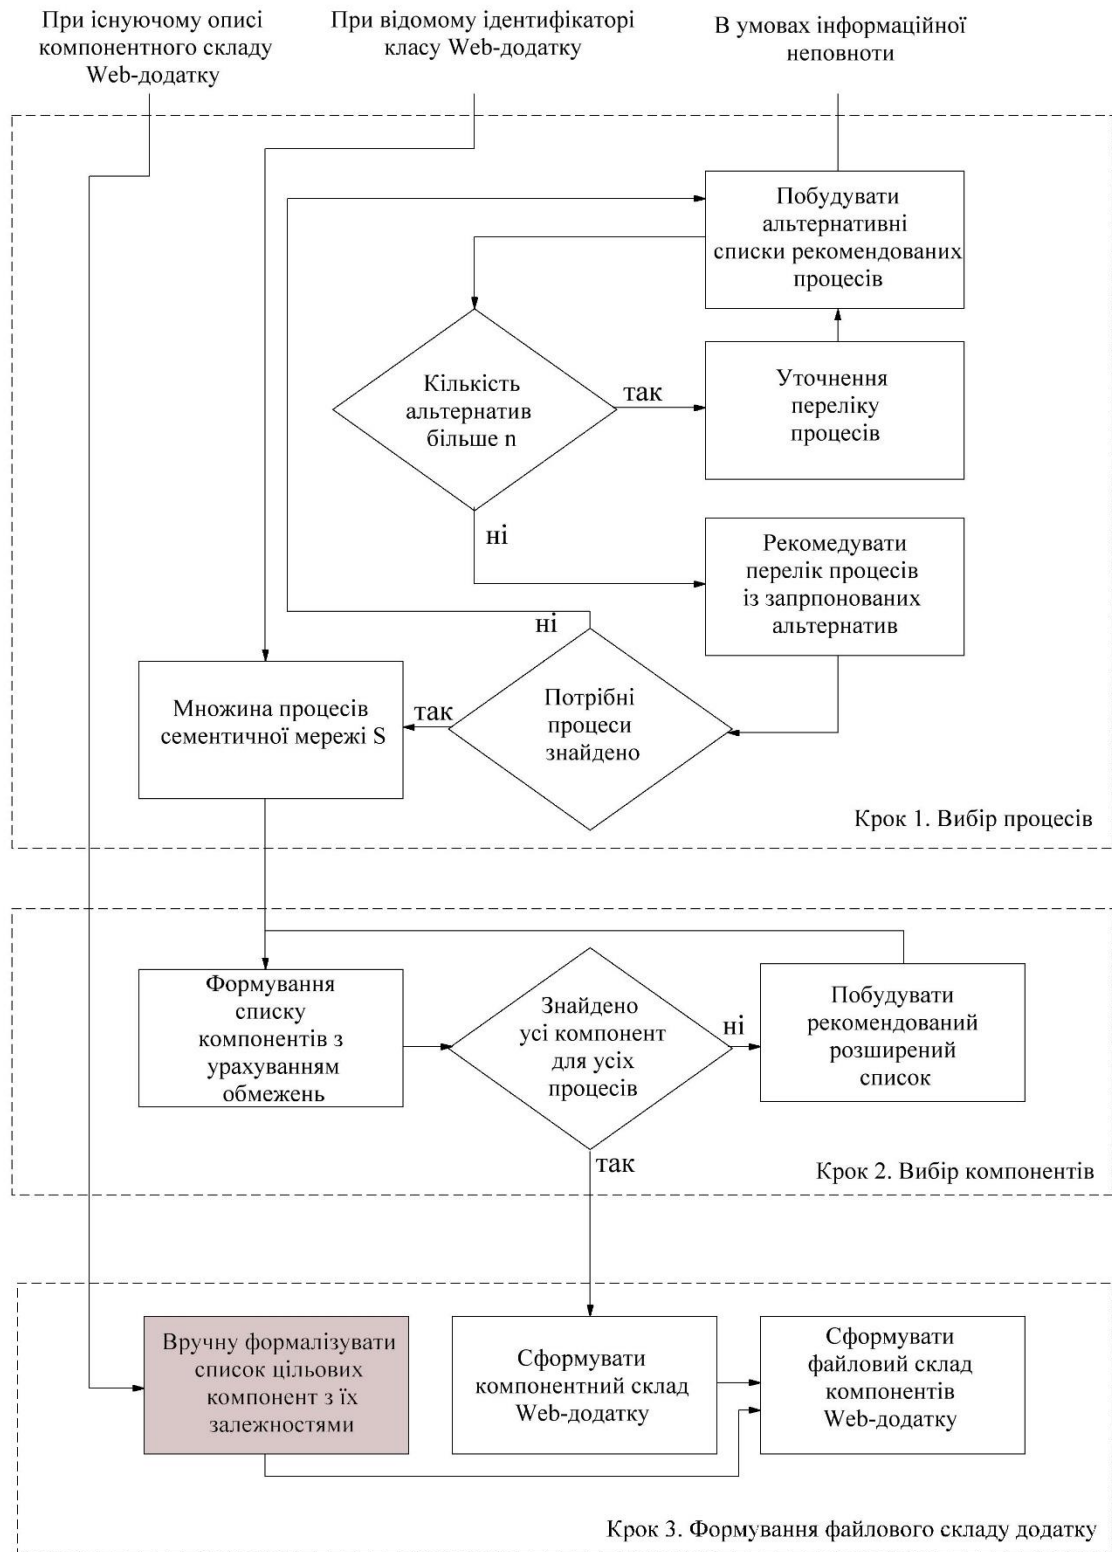 При існуючому описі
компонентного складу
Web-додатку
При відомому ідентифікаторі
класу Web-додатку
В умовах інформаційної
неповноти
Побудувати
альтернативні
списки рекомендованих
процесів
Кількість
альтернатив
більше n
так
Уточнення
переліку
процесів
ні
Рекомедувати
перелік процесів
із запрпонованих
альтернатив
ні
Множина процесів
сементичної мережі S
так
Потрібні
процеси
знайдено
Крок 1. Вибір процесів
Формування
списку
компонентів з
урахуванням
обмежень
Знайдено
усі компонент
для усіх
процесів
ні
Побудувати
рекомендований
розширений
список
так
Крок 2. Вибір компонентів
Вручну формалізувати
список цільових
компонент з їх
залежностями
Сформувати
компонентний склад
Web-додатку
Сформувати
файловий склад
компонентів
Web-додатку
Крок 3. Формування файлового складу додатку